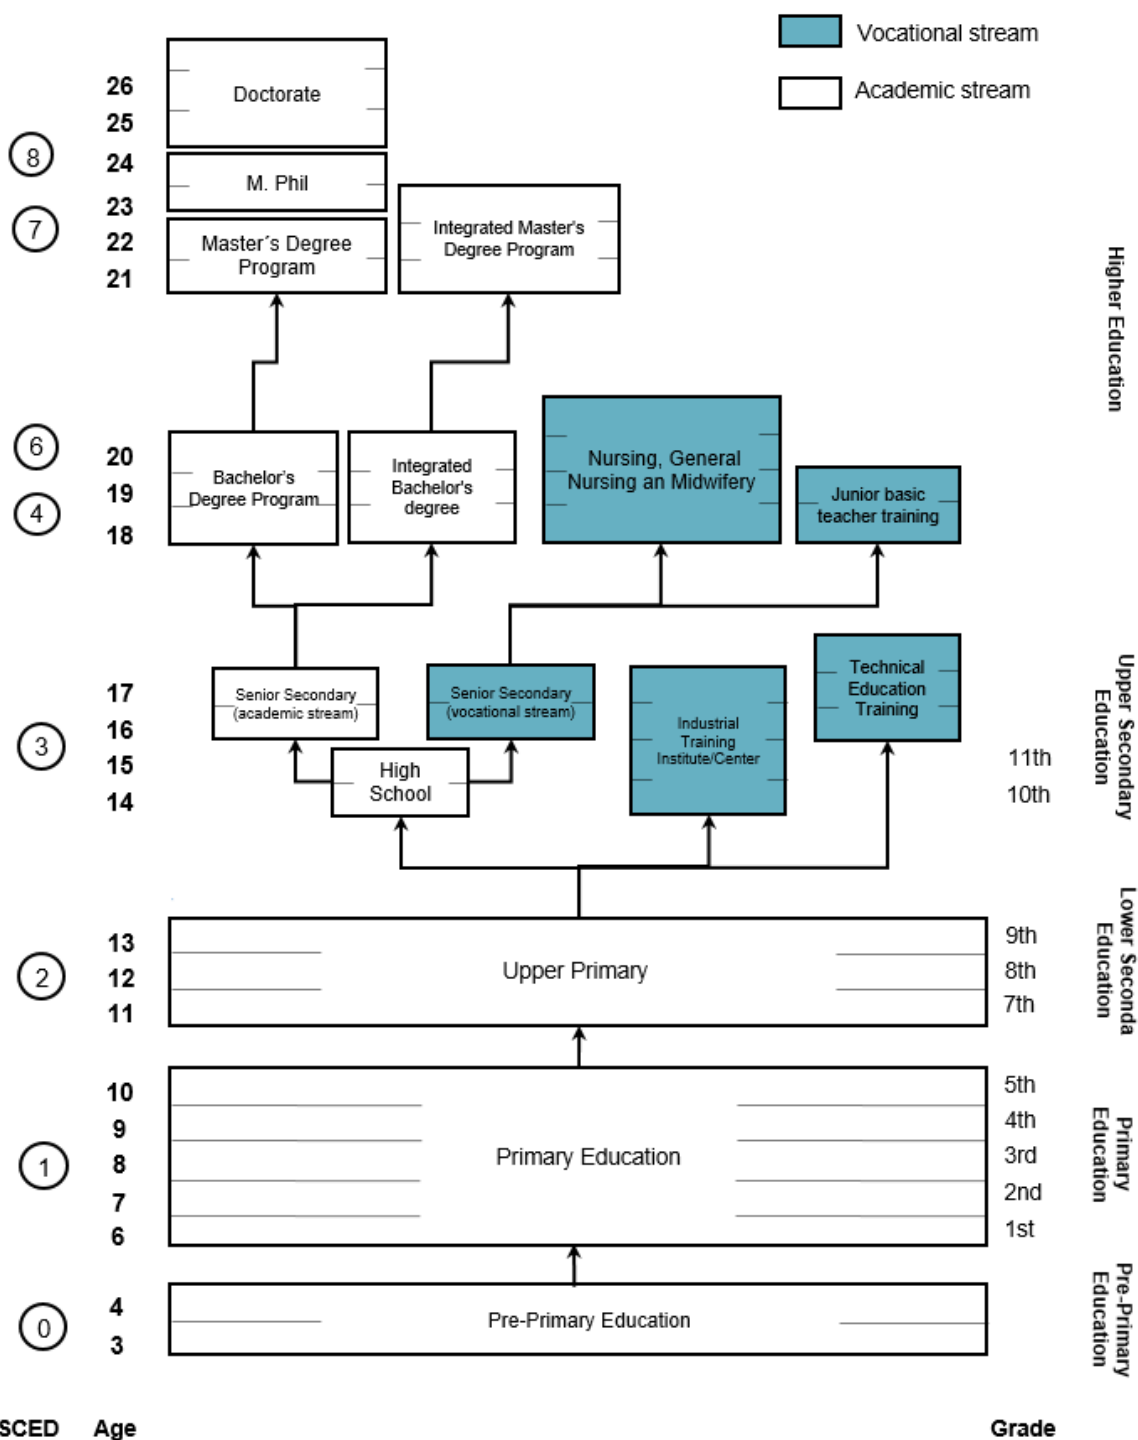 Vocational stream
Academic stream
26
25
24
23
22
21
8
7
Doctorate
M. Phil
Master´s Degree
Program
Integrated Master's
Degree Program
Higher Education
6
4
20
19
18
Bachelor's
Degree Program
Integrated
Bachelor's
degree
Nursing, General
Nursing an Midwifery
Junior basic
teacher training
3
17
16
15
14
Senior Secondary
(academic stream)
Senior Secondary
(vocational stream)
High
School
Industrial
Training
Institute/Center
Technical
Education
Training
11th
10th
Upper Secondary
Education
2
13
12
11
Upper Primary
9th
8th
7th
Lower Seconda
Education
1
10
9
8
7
6
Primary Education
5th
4th
3rd
2nd
1st
Primary
Education
0
4
3
Pre-Primary Education
Pre-Primary
Education
SCED
Age
Grade